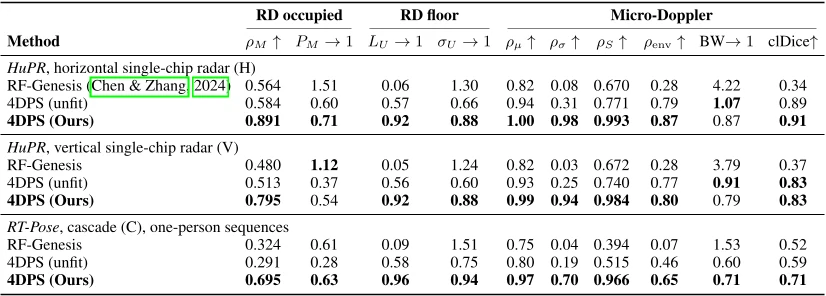 RD occupied RD floor Micro-Doppler
Method ρ_M ↑ P_M → 1 L_U → 1 σ_U → 1 ρ_μ ↑ ρ_σ ↑ ρ_S ↑ ρ_env ↑ BW→ 1 clDice↑
HuPR, horizontal single-chip radar (H)
RF-Genesis (Chen & Zhang, 2024) 0.564 1.51 0.06 1.30 0.82 0.08 0.670 0.28 4.22 0.34
4DPS (unfit) 0.584 0.60 0.57 0.66 0.94 0.31 0.771 0.79 1.07 0.89
4DPS (Ours) 0.891 0.71 0.92 0.88 1.00 0.98 0.993 0.87 0.87 0.91
HuPR, vertical single-chip radar (V)
RF-Genesis 0.480 1.12 0.05 1.24 0.82 0.03 0.672 0.28 3.79 0.37
4DPS (unfit) 0.513 0.37 0.56 0.60 0.93 0.25 0.740 0.77 0.91 0.83
4DPS (Ours) 0.795 0.54 0.92 0.88 0.99 0.94 0.984 0.80 0.79 0.83
RT-Pose, cascade (C), one-person sequences
RF-Genesis 0.324 0.61 0.09 1.51 0.75 0.04 0.394 0.07 1.53 0.52
4DPS (unfit) 0.291 0.28 0.58 0.75 0.80 0.19 0.515 0.46 0.60 0.59
4DPS (Ours) 0.695 0.63 0.96 0.94 0.97 0.70 0.966 0.65 0.71 0.71